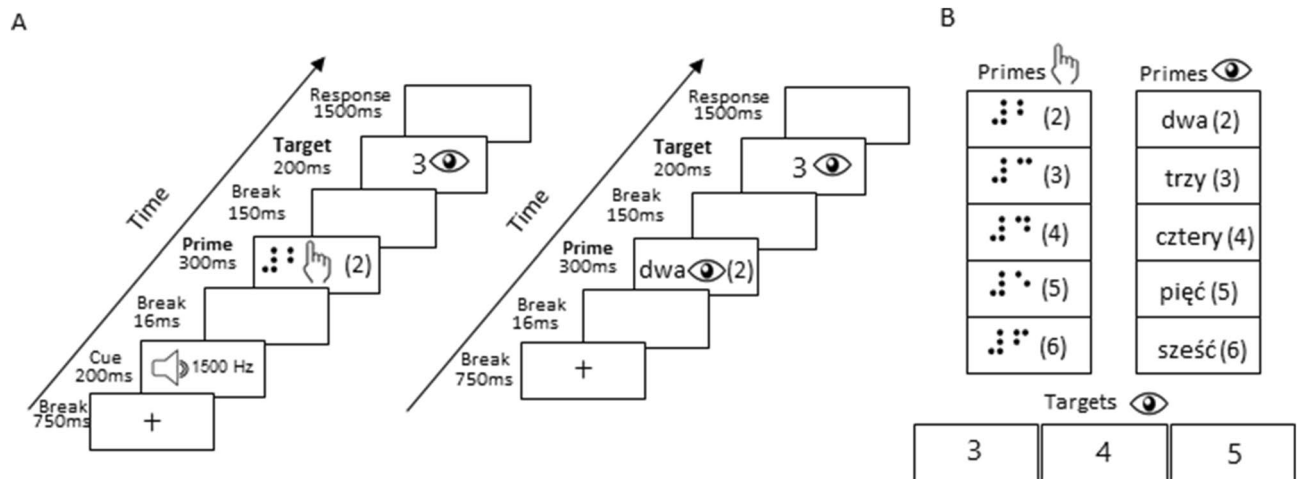 A
Response
1500ms
Target
200ms
3
Break
150ms
Time
Prime
300ms
⠼⠃ (2)
Break
16ms
Cue
200ms
1500 Hz
Break
750ms
+
Response
1500ms
Target
200ms
3
Break
150ms
Time
Prime
300ms
dwa (2)
Break
16ms
Break
750ms
+
B
Primes
⠼⠃ (2)
⠼⠉ (3)
⠼⠙ (4)
⠼⠑ (5)
⠼⠋ (6)
Primes
dwa (2)
trzy (3)
cztery (4)
pięć (5)
sześć (6)
Targets
3 4 5